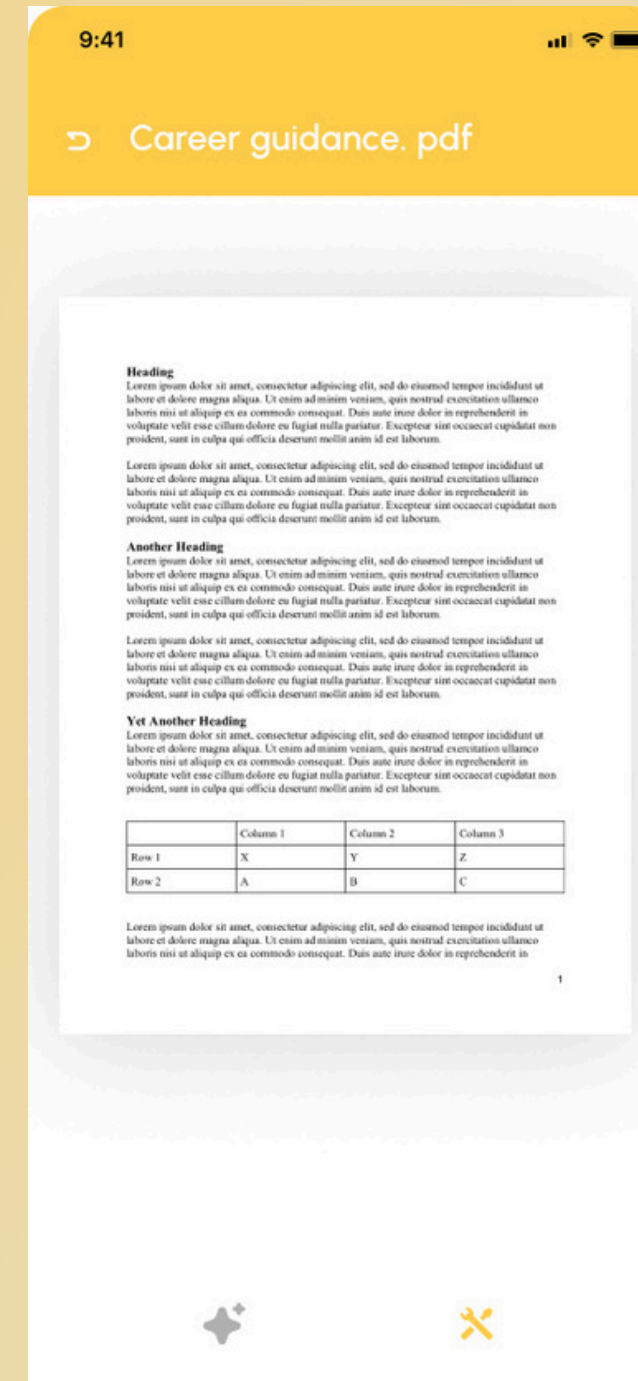 9:41
Career guidance. pdf
Heading
Lorem ipsum dolor sit amet, consectetur adipiscing elit, sed do eiusmod tempor incididunt ut
labore et dolore magna aliqua. Ut enim ad minim veniam, quis nostrud exercitation ullamco
laboris nisi ut aliquip ex ea commodo consequat. Duis aute irure dolor in reprehenderit in
voluptate velit esse cillum dolore eu fugiat nulla pariatur. Excepteur sint occaecat cupidatat non
proident, sunt in culpa qui officia deserunt mollit anim id est laborum.
Lorem ipsum dolor sit amet, consectetur adipiscing elit, sed do eiusmod tempor incididunt ut
labore et dolore magna aliqua. Ut enim ad minim veniam, quis nostrud exercitation ullamco
laboris nisi ut aliquip ex ea commodo consequat. Duis aute irure dolor in reprehenderit in
voluptate velit esse cillum dolore eu fugiat nulla pariatur. Excepteur sint occaecat cupidatat non
proident, sunt in culpa qui officia deserunt mollit anim id est laborum.
Another Heading
Lorem ipsum dolor sit amet, consectetur adipiscing elit, sed do eiusmod tempor incididunt ut
labore et dolore magna aliqua. Ut enim ad minim veniam, quis nostrud exercitation ullamco
laboris nisi ut aliquip ex ea commodo consequat. Duis aute irure dolor in reprehenderit in
voluptate velit esse cillum dolore eu fugiat nulla pariatur. Excepteur sint occaecat cupidatat non
proident, sunt in culpa qui officia deserunt mollit anim id est laborum.
Lorem ipsum dolor sit amet, consectetur adipiscing elit, sed do eiusmod tempor incididunt ut
labore et dolore magna aliqua. Ut enim ad minim veniam, quis nostrud exercitation ullamco
laboris nisi ut aliquip ex ea commodo consequat. Duis aute irure dolor in reprehenderit in
voluptate velit esse cillum dolore eu fugiat nulla pariatur. Excepteur sint occaecat cupidatat non
proident, sunt in culpa qui officia deserunt mollit anim id est laborum.
Yet Another Heading
Lorem ipsum dolor sit amet, consectetur adipiscing elit, sed do eiusmod tempor incididunt ut
labore et dolore magna aliqua. Ut enim ad minim veniam, quis nostrud exercitation ullamco
laboris nisi ut aliquip ex ea commodo consequat. Duis aute irure dolor in reprehenderit in
voluptate velit esse cillum dolore eu fugiat nulla pariatur. Excepteur sint occaecat cupidatat non
proident, sunt in culpa qui officia deserunt mollit anim id est laborum.
Column 1 Column 2 Column 3
Row 1 X Y Z
Row 2 A B C
Lorem ipsum dolor sit amet, consectetur adipiscing elit, sed do eiusmod tempor incididunt ut
labore et dolore magna aliqua. Ut enim ad minim veniam, quis nostrud exercitation ullamco
laboris nisi ut aliquip ex ea commodo consequat. Duis aute irure dolor in reprehenderit in
1